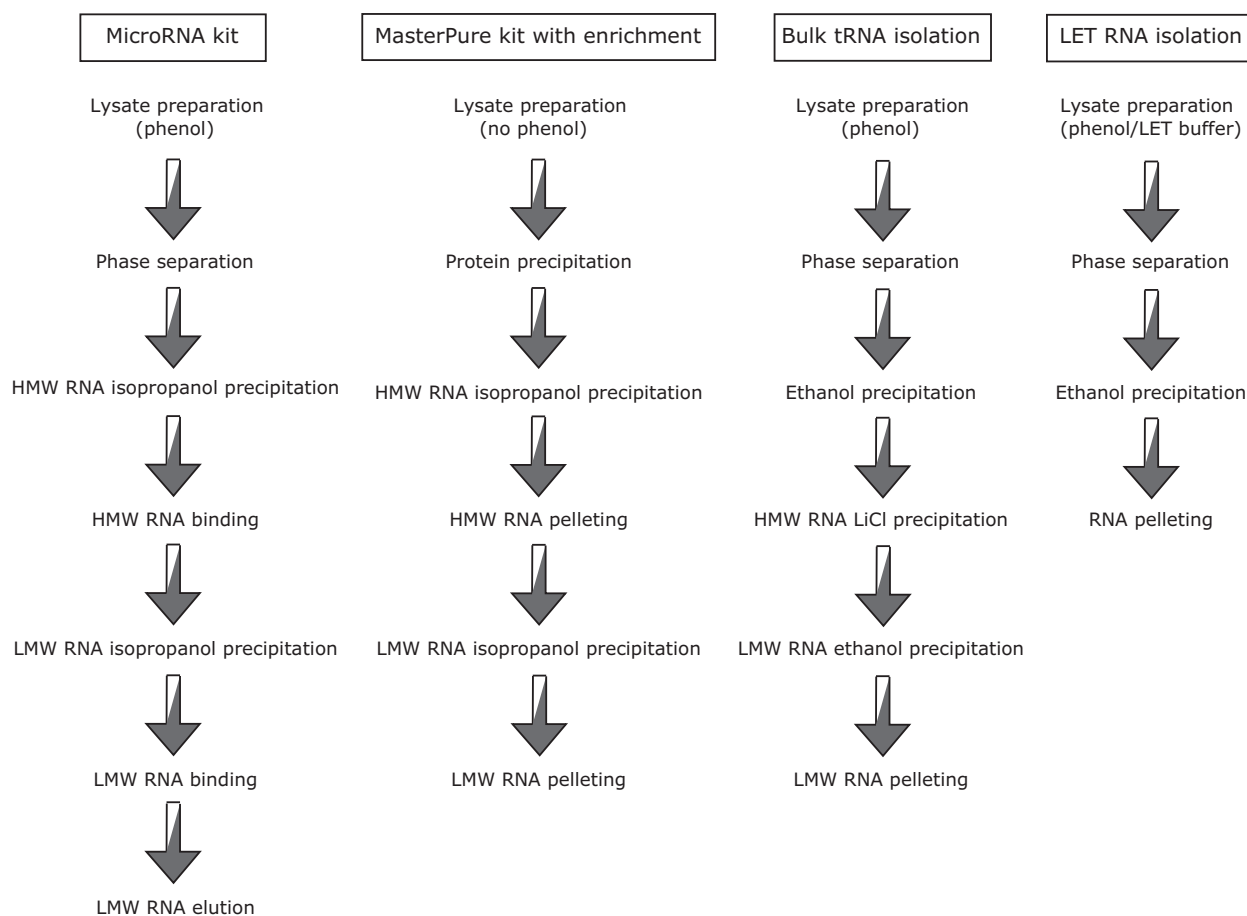 MicroRNA kit
Lysate preparation
(phenol)
Phase separation
HMW RNA isopropanol precipitation
HMW RNA binding
LMW RNA isopropanol precipitation
LMW RNA binding
LMW RNA elution
MasterPure kit with enrichment
Lysate preparation
(no phenol)
Protein precipitation
HMW RNA isopropanol precipitation
HMW RNA pelleting
LMW RNA isopropanol precipitation
LMW RNA pelleting
Bulk tRNA isolation
Lysate preparation
(phenol)
Phase separation
Ethanol precipitation
HMW RNA LiCl precipitation
LMW RNA ethanol precipitation
LMW RNA pelleting
LET RNA isolation
Lysate preparation
(phenol/LET buffer)
Phase separation
Ethanol precipitation
RNA pelleting